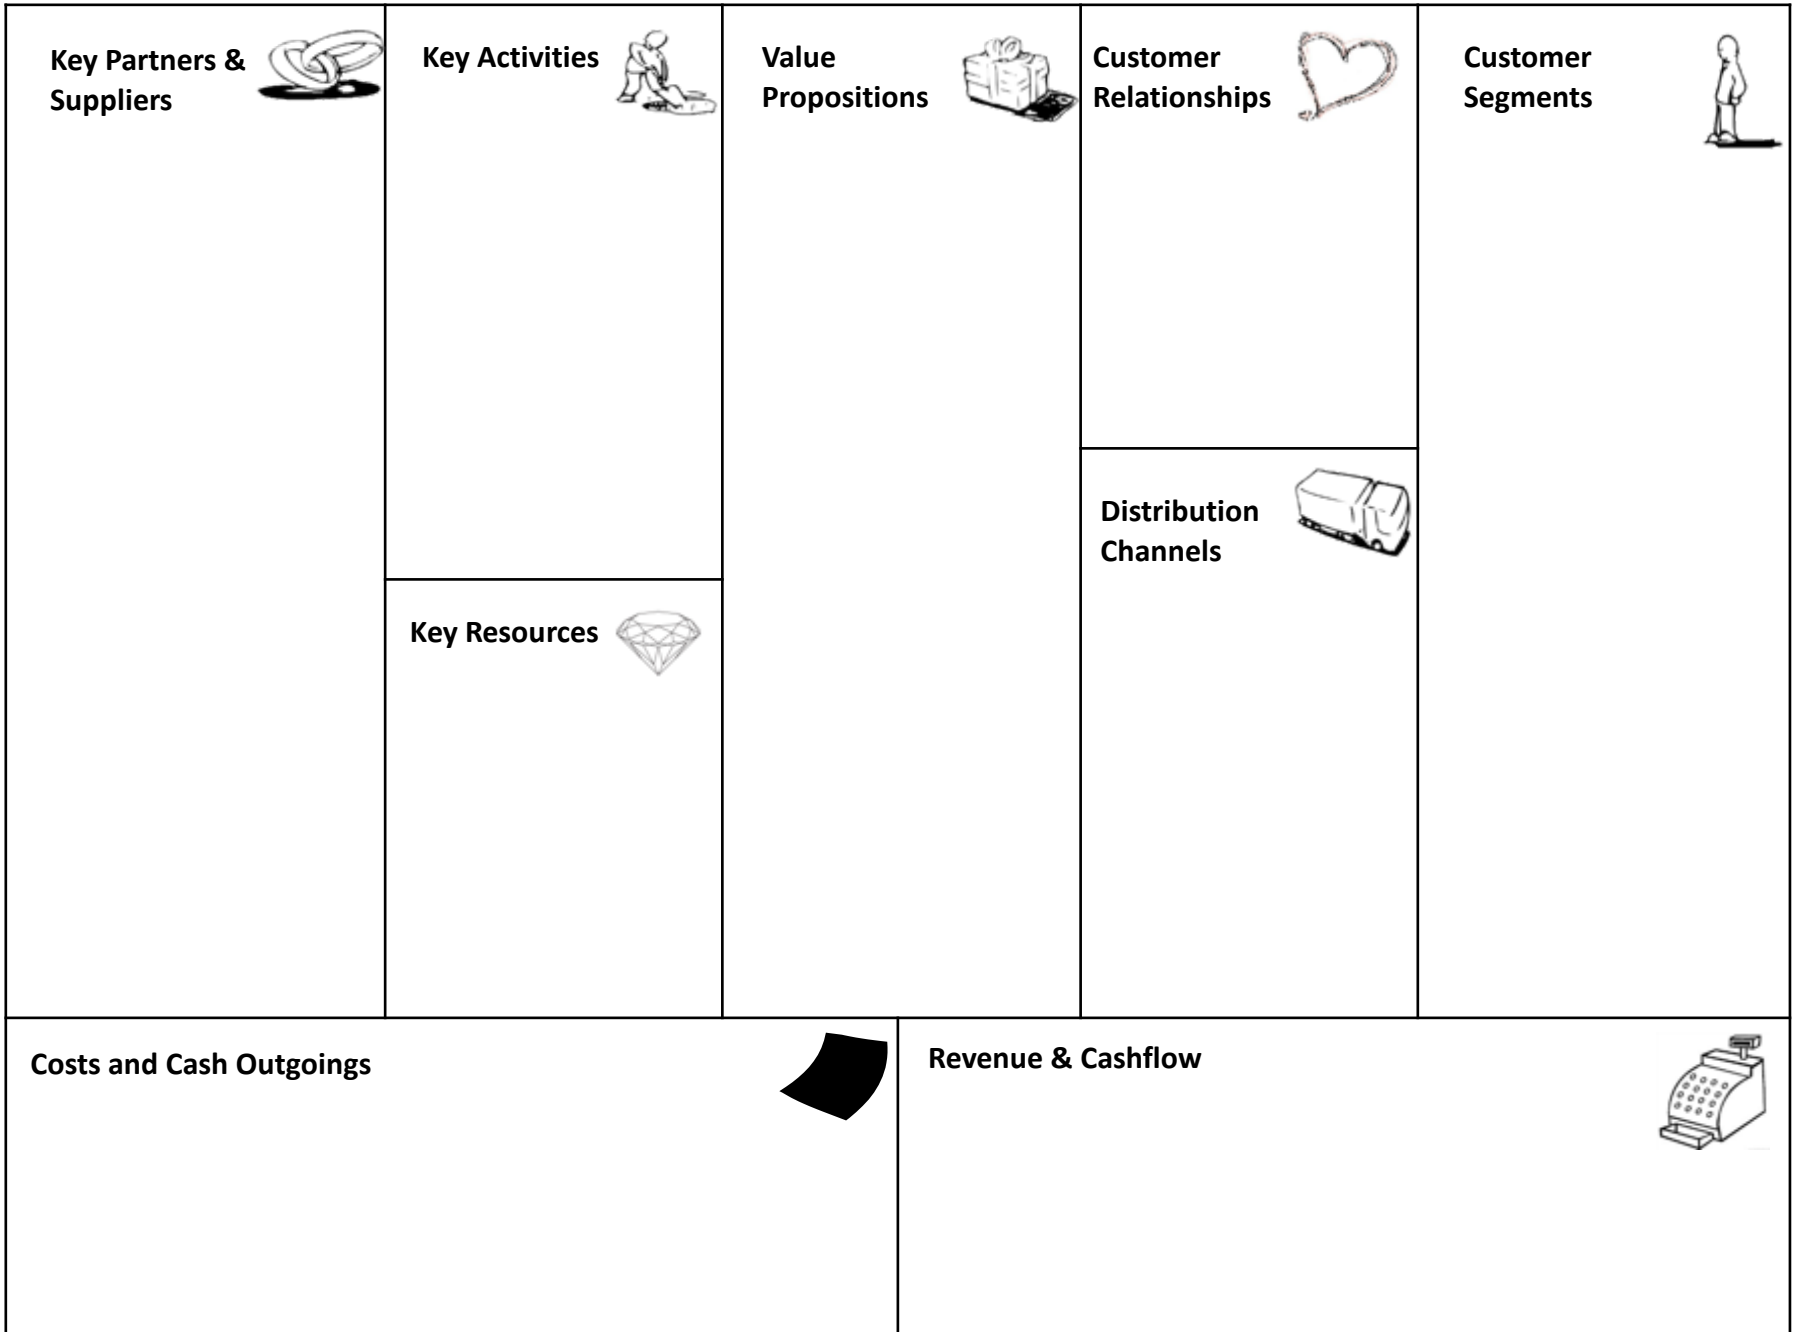 Key Partners &
Suppliers
Key Activities
Value
Propositions
Customer
Relationships
Customer
Segments
Distribution
Channels
Key Resources
Costs and Cash Outgoings
Revenue & Cashflow